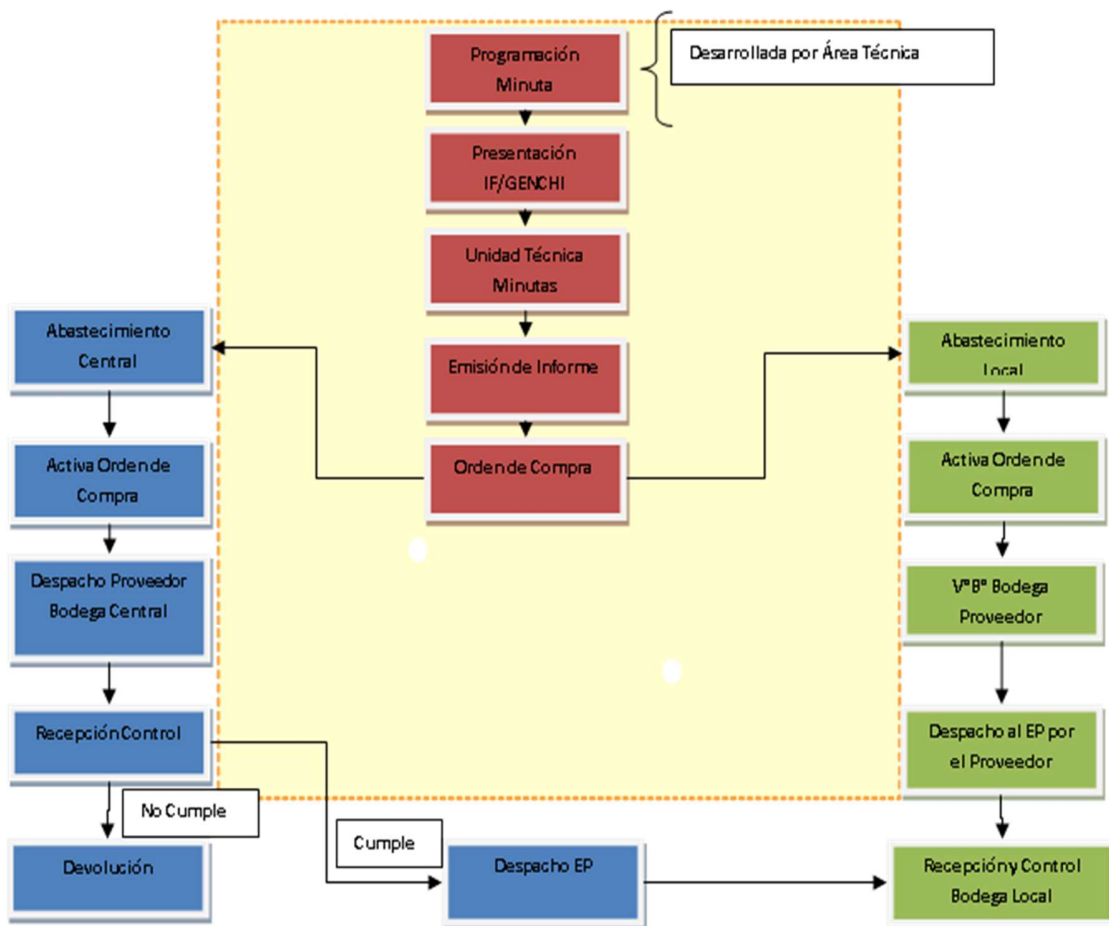 Programación
Minuta
Desarrollada por Área Técnica
Presentación
IF/GENCHI
Unidad Técnica
Minutas
Abastecimiento
Central
Emisión de Informe
Abastecimiento
Local
Activa Orden de
Compra
Orden de Compra
Activa Orden de
Compra
Despacho Proveedor
Bodega Central
V°B° Bodega
Proveedor
Recepción Control
Despacho al EP por
el Proveedor
No Cumple
Cumple
Devolución
Despacho EP
Recepción y Control
Bodega Local